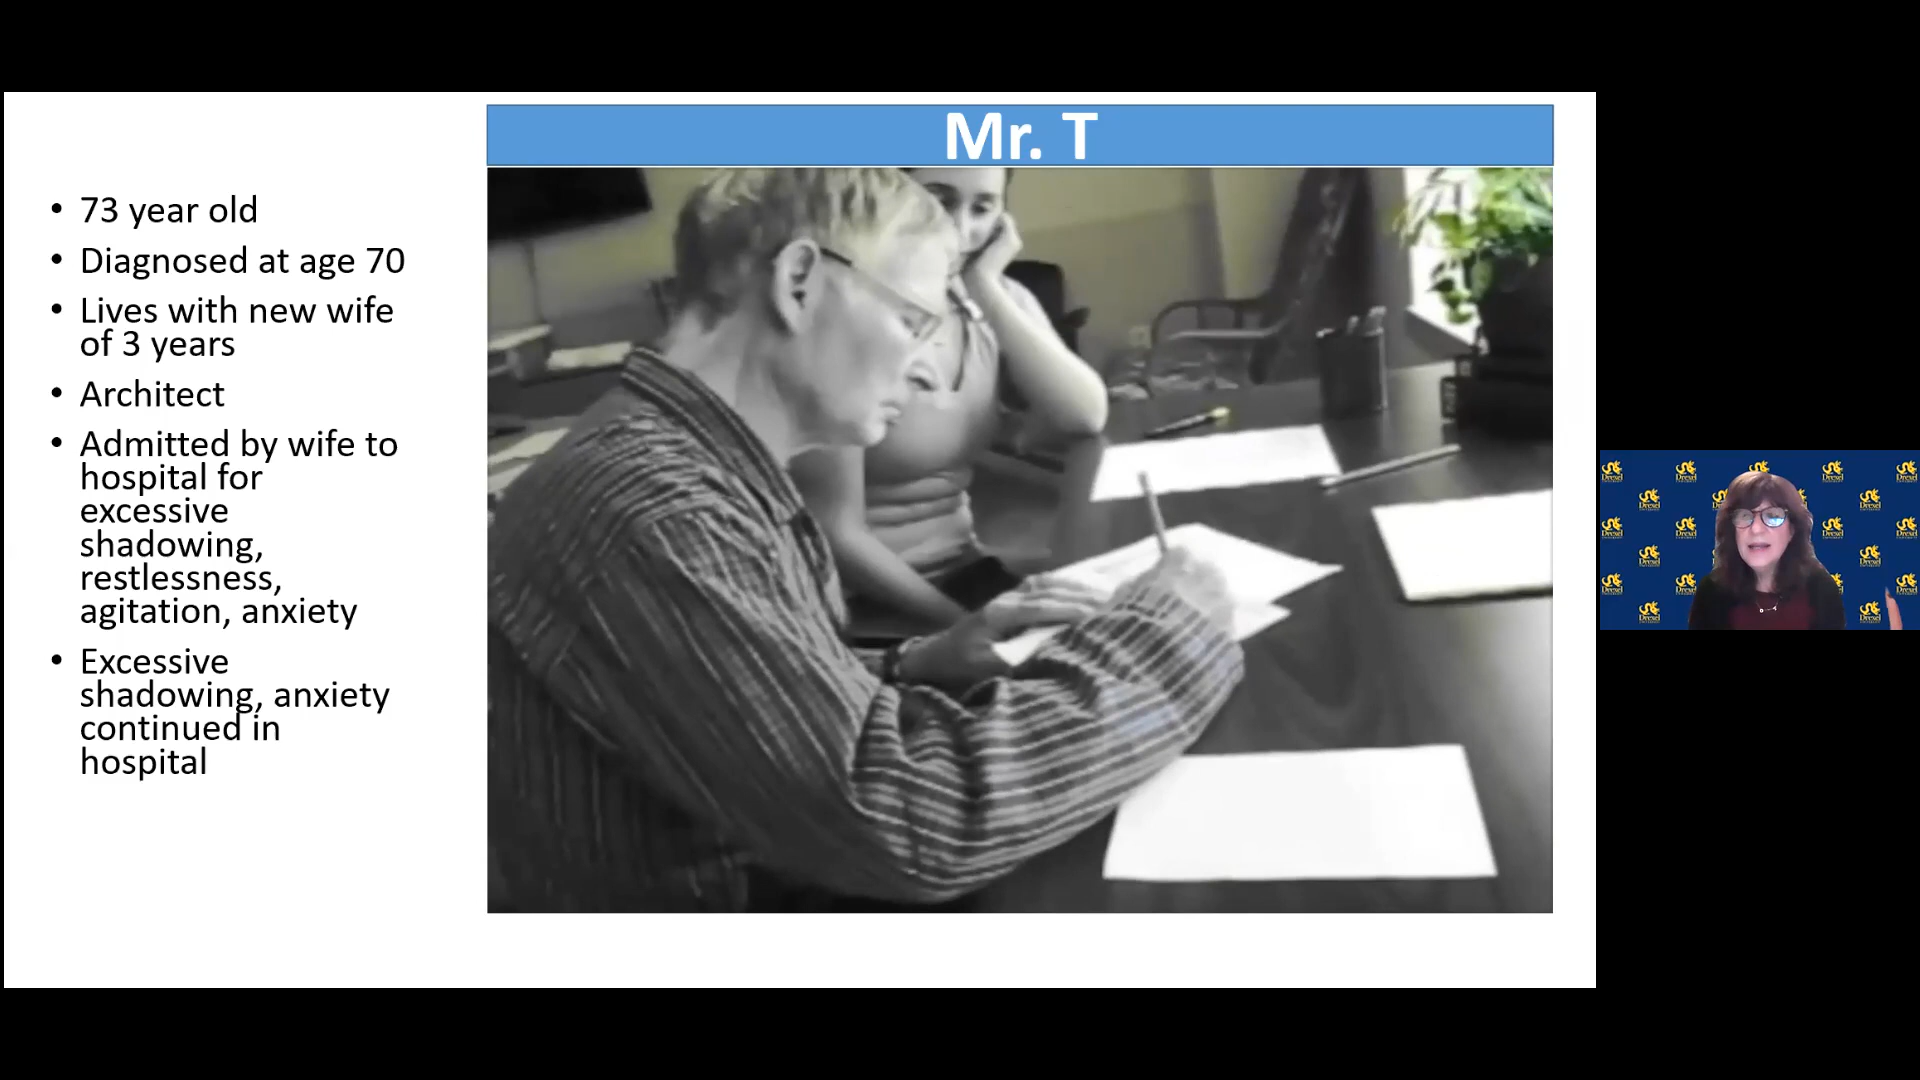 Mr. T
• 73 year old
• Diagnosed at age 70
• Lives with new wife
of 3 years
• Architect
• Admitted by wife to
hospital for
excessive
shadowing,
restlessness,
agitation, anxiety
• Excessive
shadowing, anxiety
continued in
hospital
Drexel